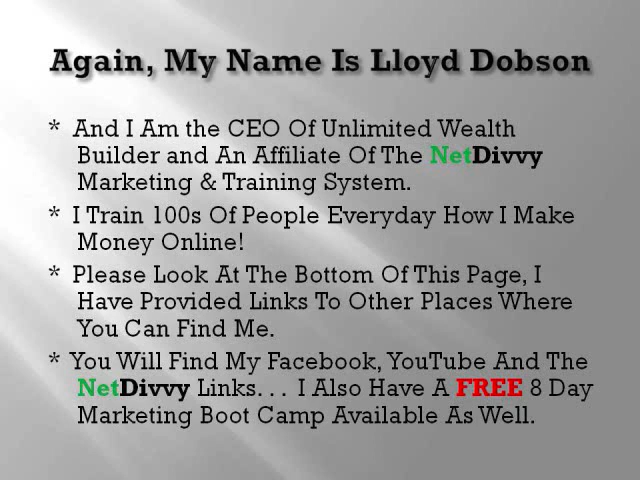 Again, My Name Is Lloyd Dobson
* And I Am the CEO Of Unlimited Wealth
Builder and An Affiliate Of The NetDivvy
Marketing & Training System.
* I Train 100s Of People Everyday How I Make
Money Online!
* Please Look At The Bottom Of This Page, I
Have Provided Links To Other Places Where
You Can Find Me.
* You Will Find My Facebook, YouTube And The
NetDivvy Links. . . I Also Have A FREE 8 Day
Marketing Boot Camp Available As Well.